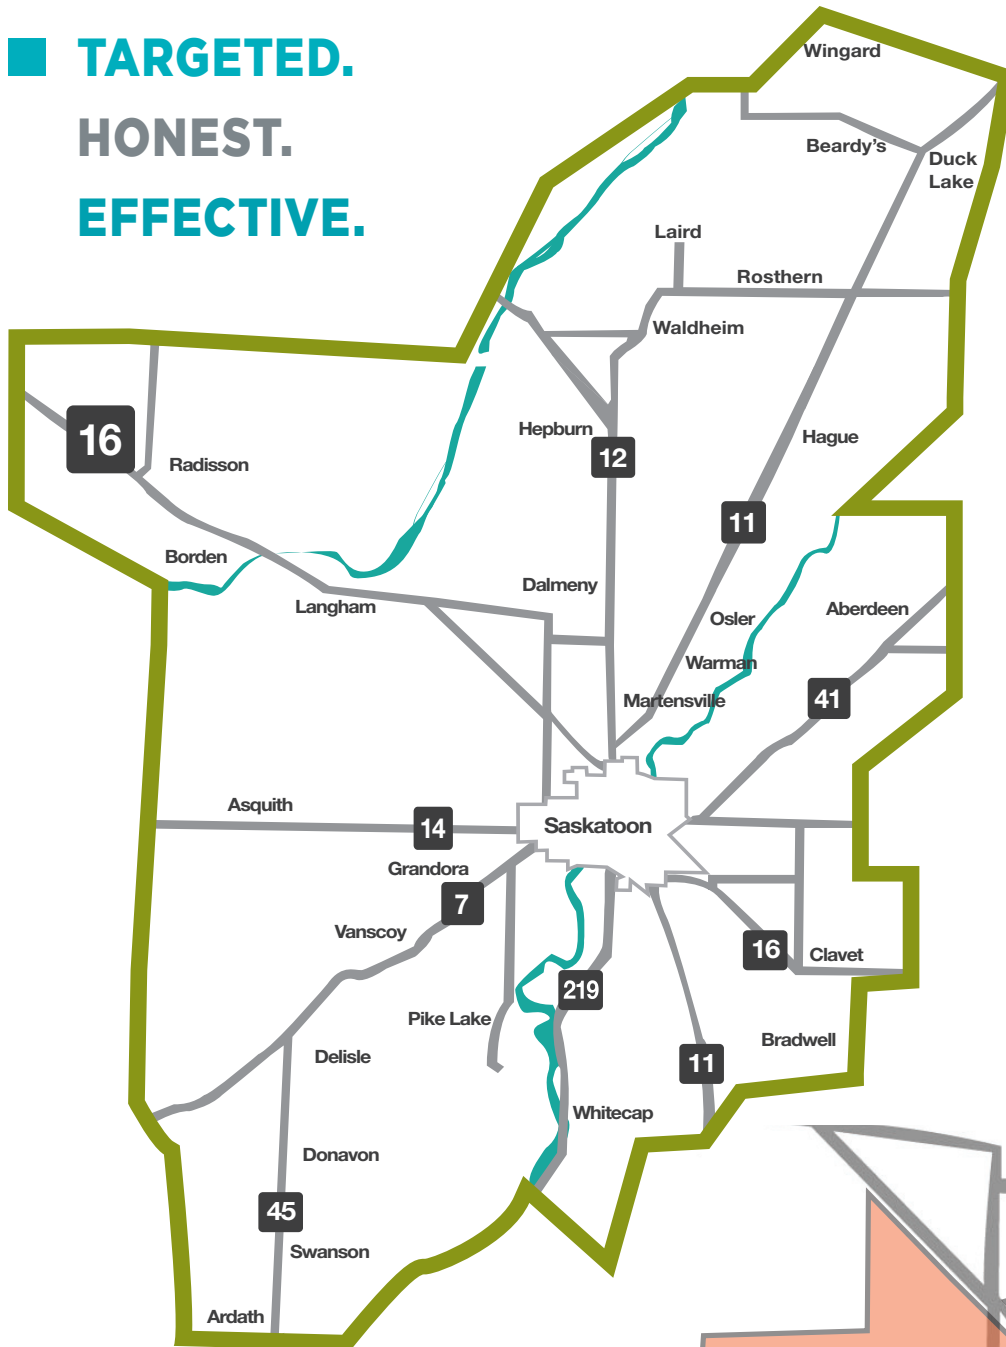 TARGETED.
HONEST.
EFFECTIVE.
Wingard
Beardy's
Duck
Lake
Laird
Rosthern
Waldheim
Hepburn
12
Hague
16
Radisson
11
Borden
Langham
Dalmeny
Osler
Aberdeen
Warman
Martensville
41
Asquith
14
Saskatoon
Grandora
7
Vanscoy
16
Clavet
219
Pike Lake
Bradwell
Delisle
11
Whitecap
Donavon
45
Swanson
Ardath